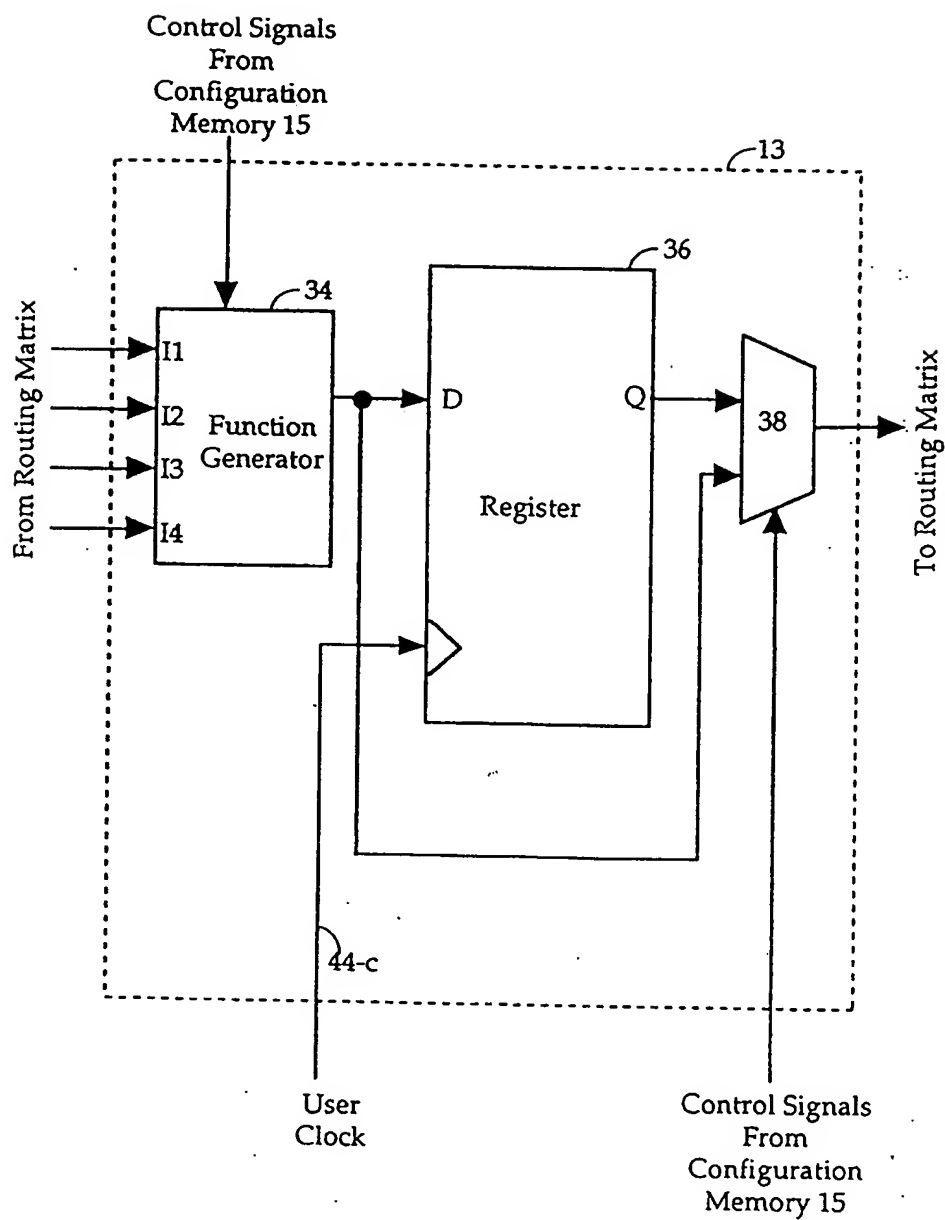 Control Signals
From
Configuration
Memory 15
13
36
34
From Routing Matrix
I1
I2
I3
I4
Function
Generator
D
Q
Register
38
To Routing Matrix
44-c
User
Clock
Control Signals
From
Configuration
Memory 15